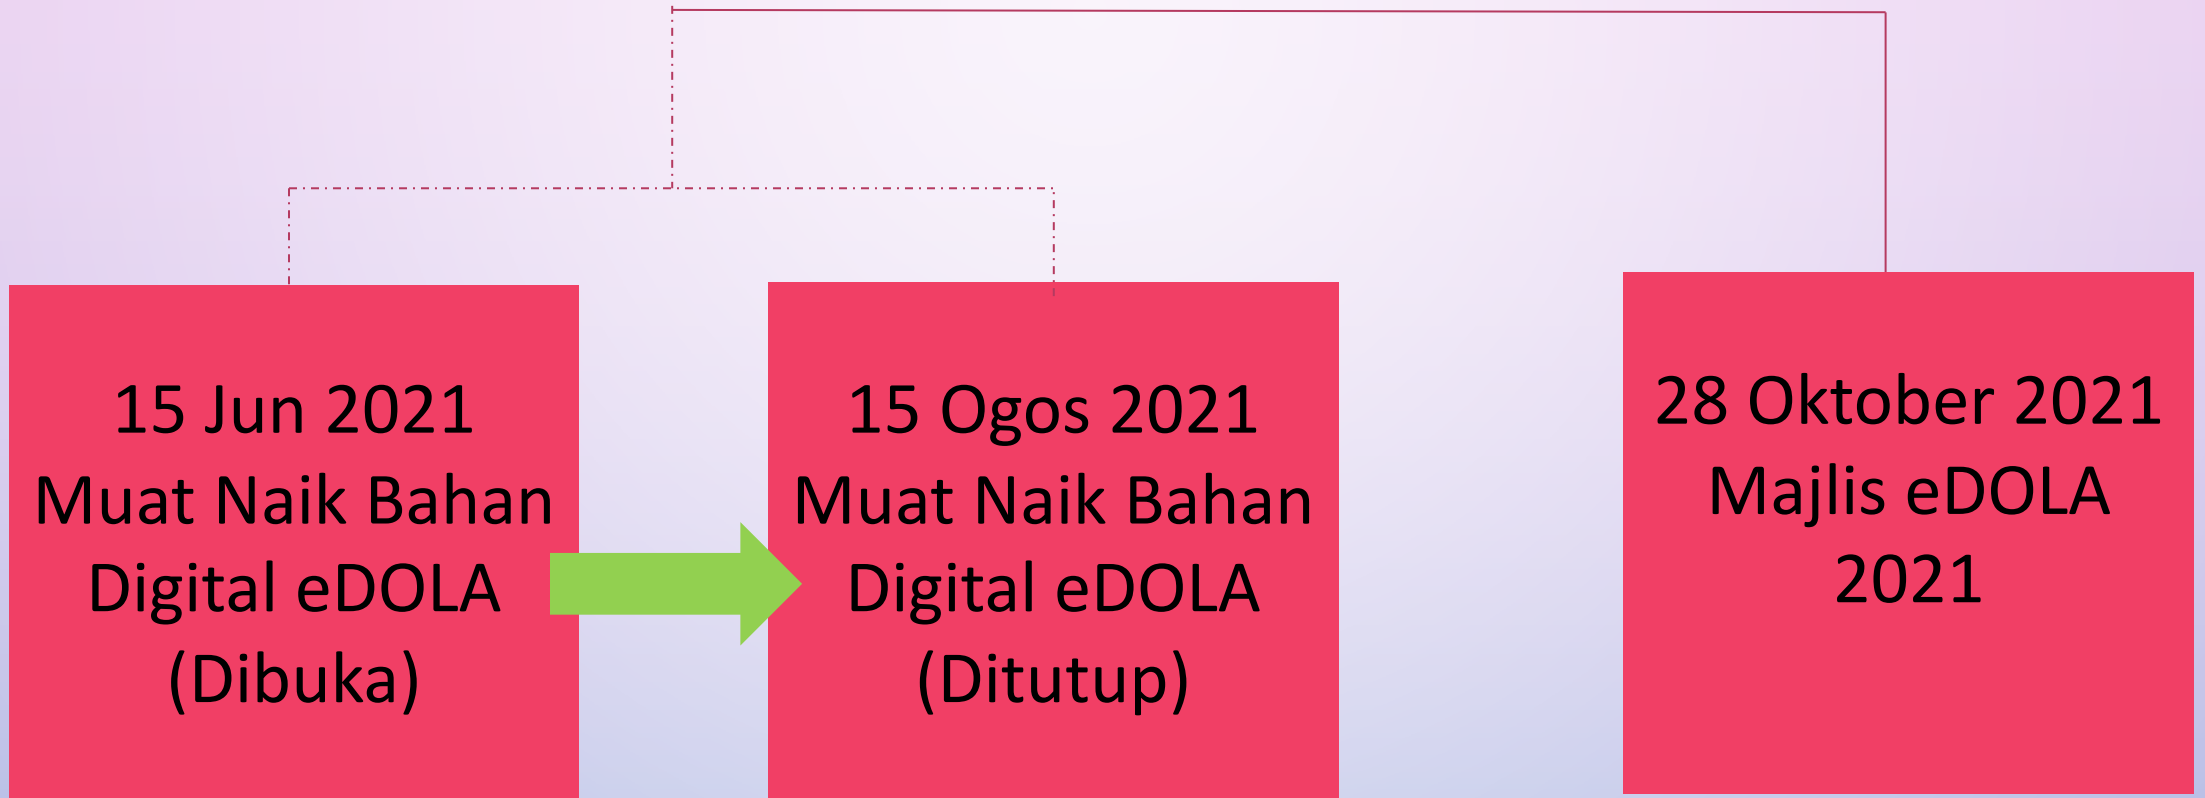 15 Jun 2021
Muat Naik Bahan
Digital eDOLA
(Dibuka)
15 Ogos 2021
Muat Naik Bahan
Digital eDOLA
(Ditutup)
28 Oktober 2021
Majlis eDOLA
2021